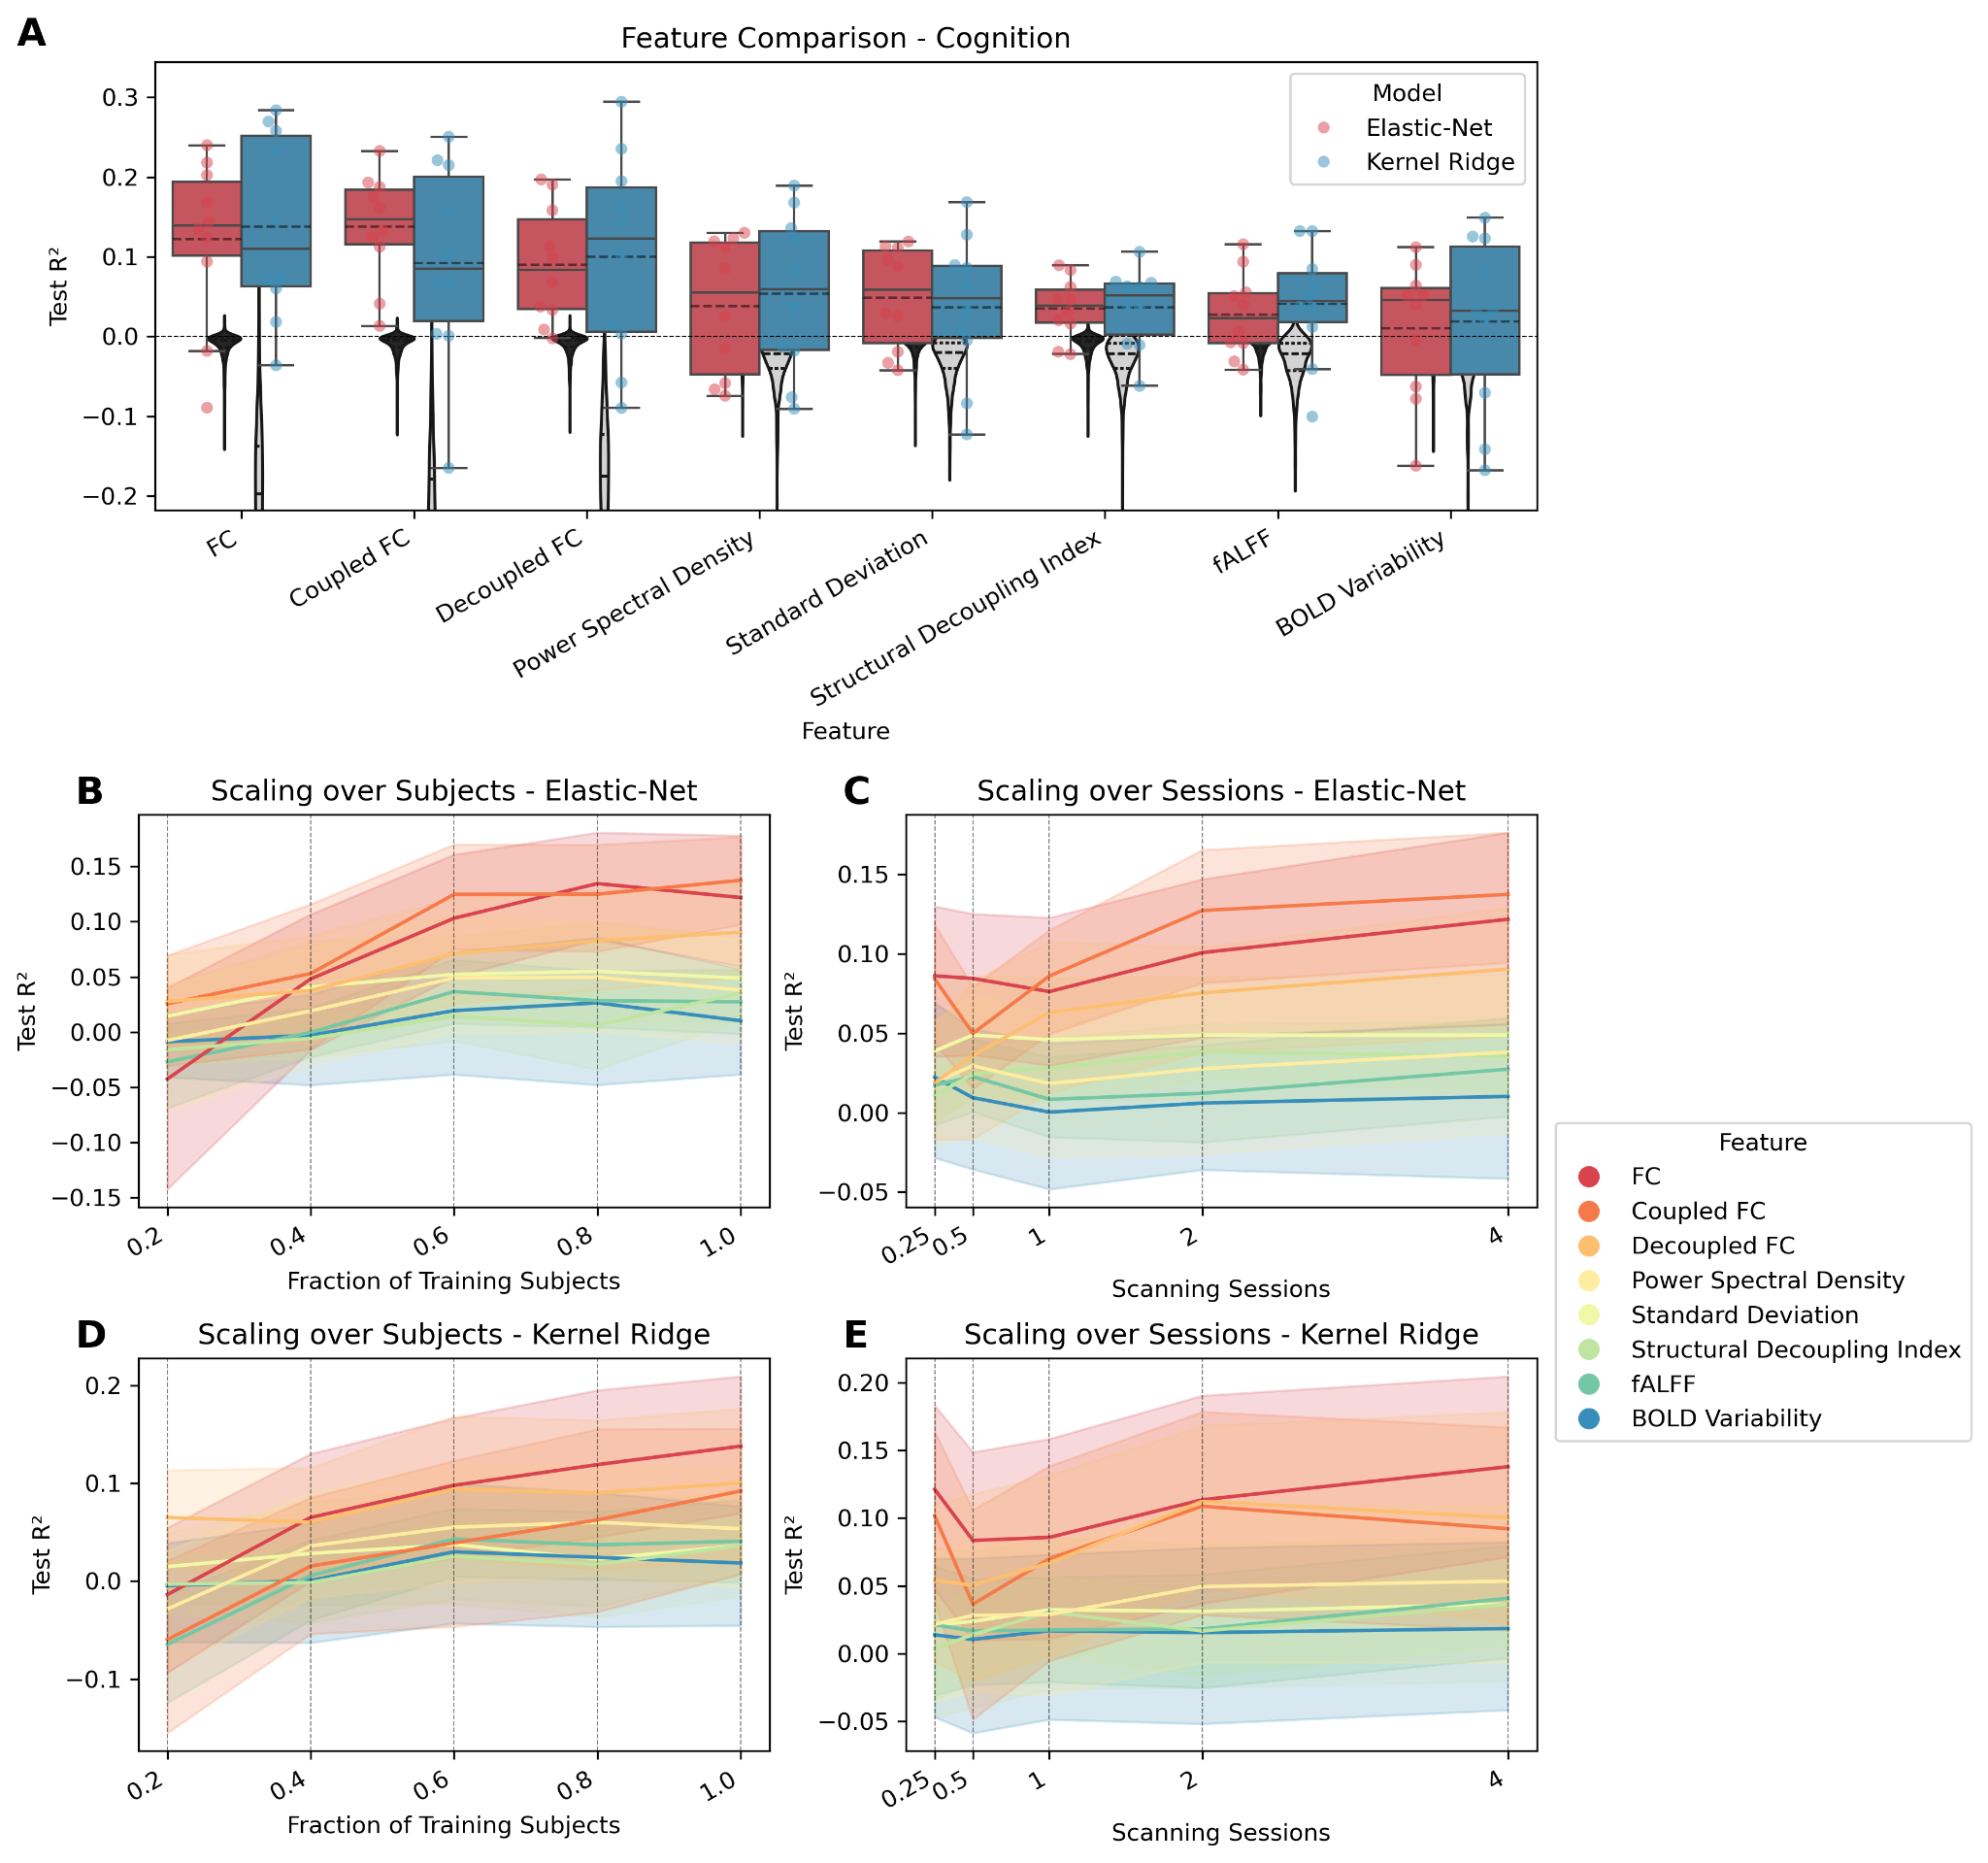 A
Feature Comparison - Cognition
Test R²
0.3
0.2
0.1
0.0
−0.1
−0.2
Model
Elastic-Net
Kernel Ridge
FC
Coupled FC
Decoupled FC
Power Spectral Density
Standard Deviation
Structural Decoupling Index
fALFF
BOLD Variability
Feature
B
Scaling over Subjects - Elastic-Net
Test R²
0.15
0.10
0.05
0.00
−0.05
−0.10
−0.15
0.2
0.4
0.6
0.8
1.0
Fraction of Training Subjects
C
Scaling over Sessions - Elastic-Net
Test R²
0.15
0.10
0.05
0.00
−0.05
0.25
0.5
1
2
4
Scanning Sessions
Feature
FC
Coupled FC
Decoupled FC
Power Spectral Density
Standard Deviation
Structural Decoupling Index
fALFF
BOLD Variability
D
Scaling over Subjects - Kernel Ridge
Test R²
0.2
0.1
0.0
−0.1
0.2
0.4
0.6
0.8
1.0
Fraction of Training Subjects
E
Scaling over Sessions - Kernel Ridge
Test R²
0.20
0.15
0.10
0.05
0.00
−0.05
0.25
0.5
1
2
4
Scanning Sessions